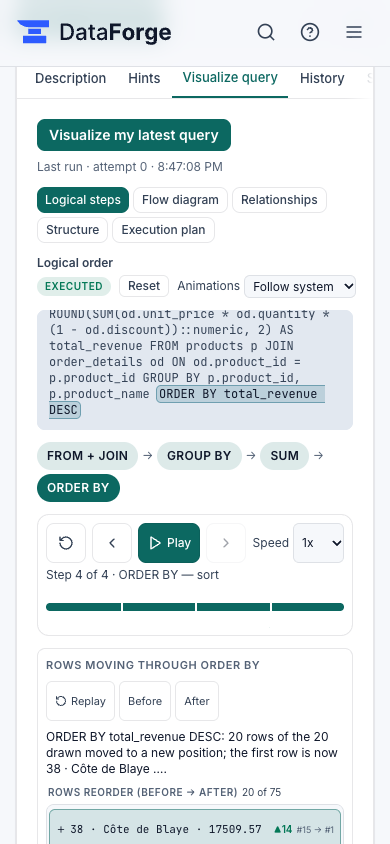 DataForge
Description Hints Visualize query History
Visualize my latest query
Last run · attempt 0 · 8:47:08 PM
Logical steps Flow diagram Relationships
Structure Execution plan
Logical order
EXECUTED Reset Animations Follow system
ROUND(SUM(od.unit_price * od.quantity *
(1 - od.discount))::numeric, 2) AS
total_revenue FROM products p JOIN
order_details od ON od.product_id =
p.product_id GROUP BY p.product_id,
p.product_name ORDER BY total_revenue
DESC
FROM + JOIN → GROUP BY → SUM →
ORDER BY
Play Speed 1x
Step 4 of 4 · ORDER BY — sort
ROWS MOVING THROUGH ORDER BY
Replay Before After
ORDER BY total_revenue DESC: 20 rows of the 20
drawn moved to a new position; the first row is now
38 · Côte de Blaye ....
ROWS REORDER (BEFORE → AFTER) 20 of 75
+ 38 · Côte de Blaye · 17509.57 ▲14 #15 → #1